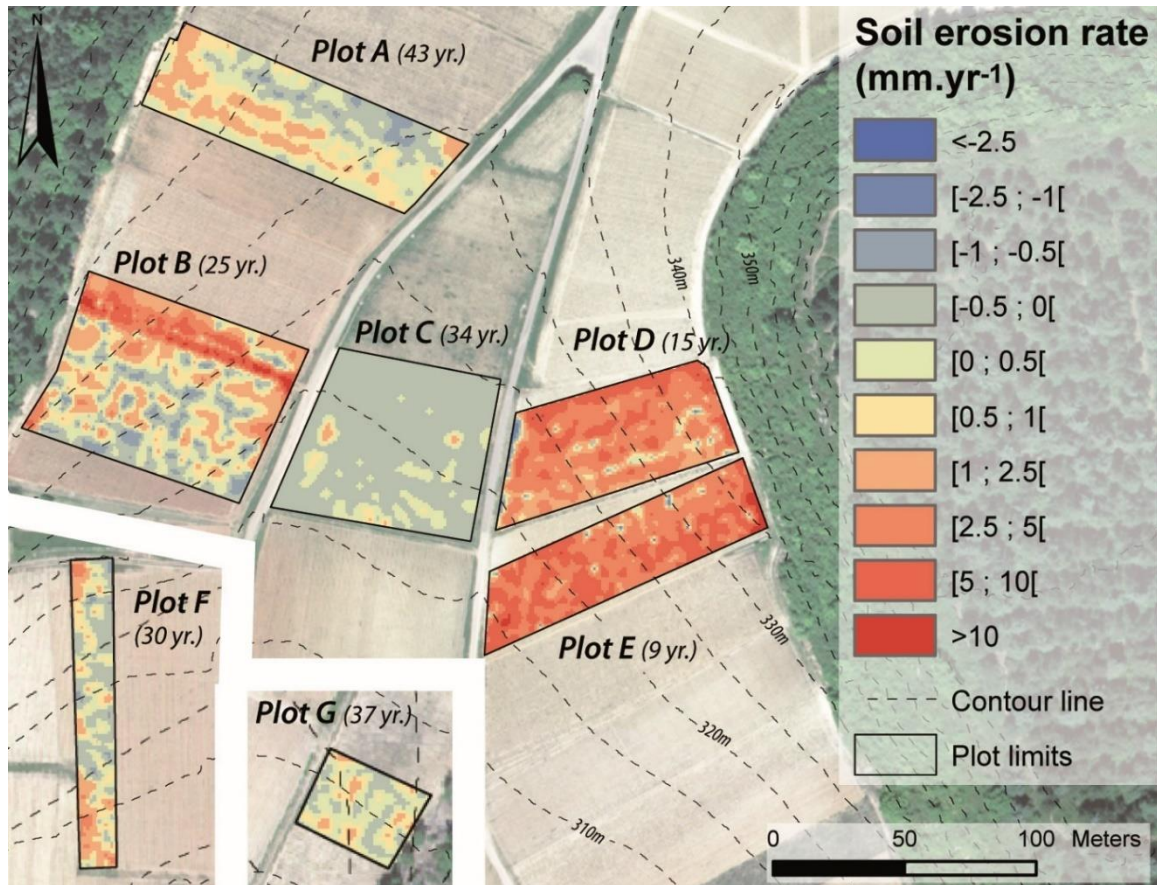 N
Plot A (43 yr.)
Plot B (25 yr.)
Plot C (34 yr.)
Plot D (15 yr.)
Plot E (9 yr.)
Plot F
(30 yr.)
Plot G (37 yr.)
340m
350m
330m
320m
310m
Soil erosion rate
(mm.yr-1)
<-2.5
[-2.5 ; -1[
[-1 ; -0.5[
[-0.5 ; 0[
[0 ; 0.5[
[0.5 ; 1[
[1 ; 2.5[
[2.5 ; 5[
[5 ; 10[
>10
Contour line
Plot limits
0 50 100 Meters